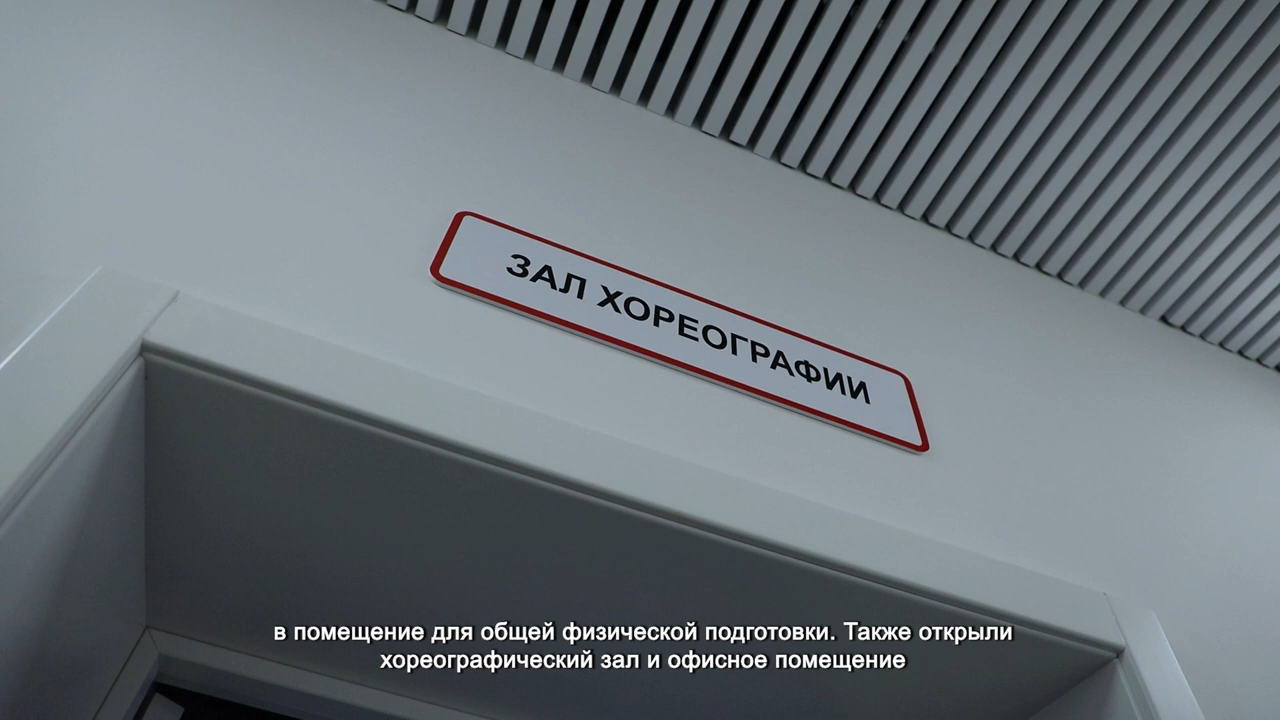 ЗАЛ ХОРЕОГРАФИИ
в помещение для общей физической подготовки. Также открыли
хореографический зал и офисное помещение